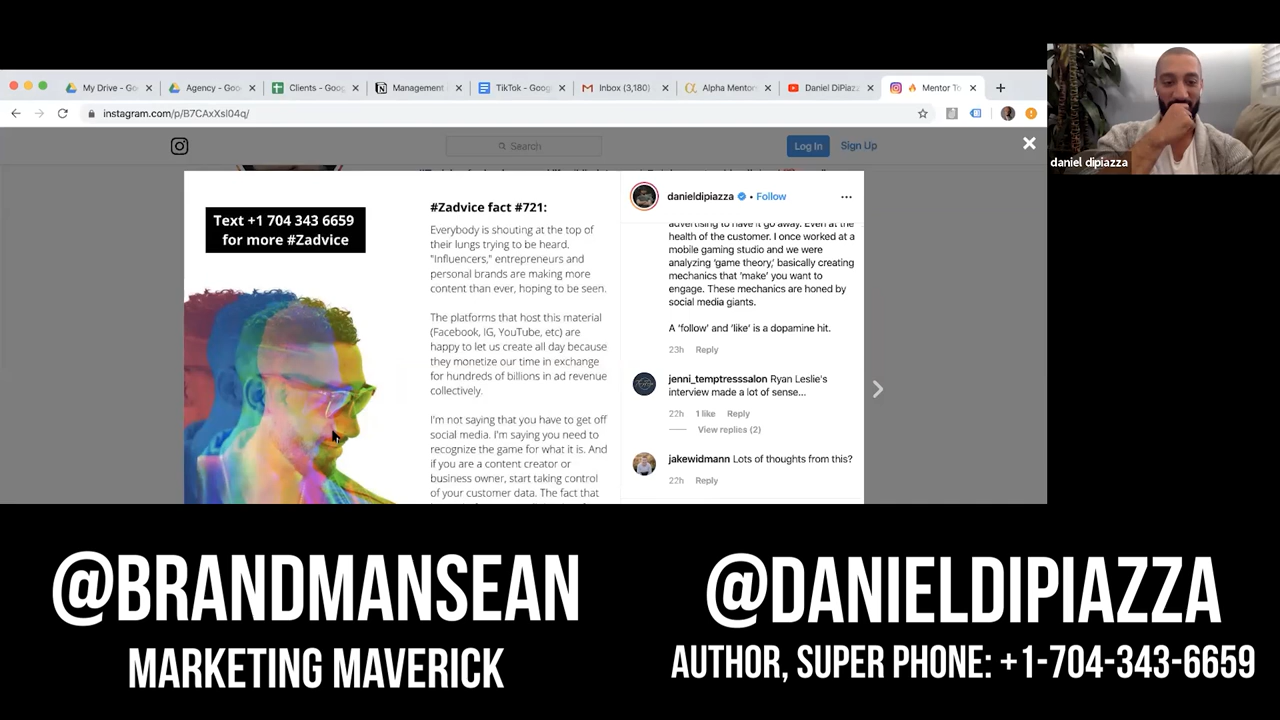 My Drive - Goo
Agency - Goo
Clients - Goog
Management
TikTok - Goog
Inbox (3,180)
Alpha Mentor
Daniel DiPiaz
Mentor To
instagram.com/p/B7CAxXsl04q/
Search
Log In
Sign Up
Text +1 704 343 6659
for more #Zadvice
#Zadvice fact #721:
Everybody is shouting at the top of
their lungs trying to be heard.
"Influencers," entrepreneurs and
personal brands are making more
content than ever, hoping to be seen.
The platforms that host this material
(Facebook, IG, YouTube, etc) are
happy to let us create all day because
they monetize our time in exchange
for hundreds of billions in ad revenue
collectively.
I'm not saying that you have to get off
social media. I'm saying you need to
recognize the game for what it is. And
if you are a content creator or
business owner, start taking control
of your customer data. The fact that
danieldipiazza • Follow
advertising to have it go away. Even at the
health of the customer. I once worked at a
mobile gaming studio and we were
analyzing 'game theory,' basically creating
mechanics that 'make' you want to
engage. These mechanics are honed by
social media giants.
A 'follow' and 'like' is a dopamine hit.
23h Reply
jenni_temptresssalon Ryan Leslie's
interview made a lot of sense...
22h 1 like Reply
View replies (2)
jakewidmann Lots of thoughts from this?
22h Reply
daniel dipiazza
@BRANDMANSEAN
MARKETING MAVERICK
@DANIELDIPIAZZA
AUTHOR, SUPER PHONE: +1-704-343-6659